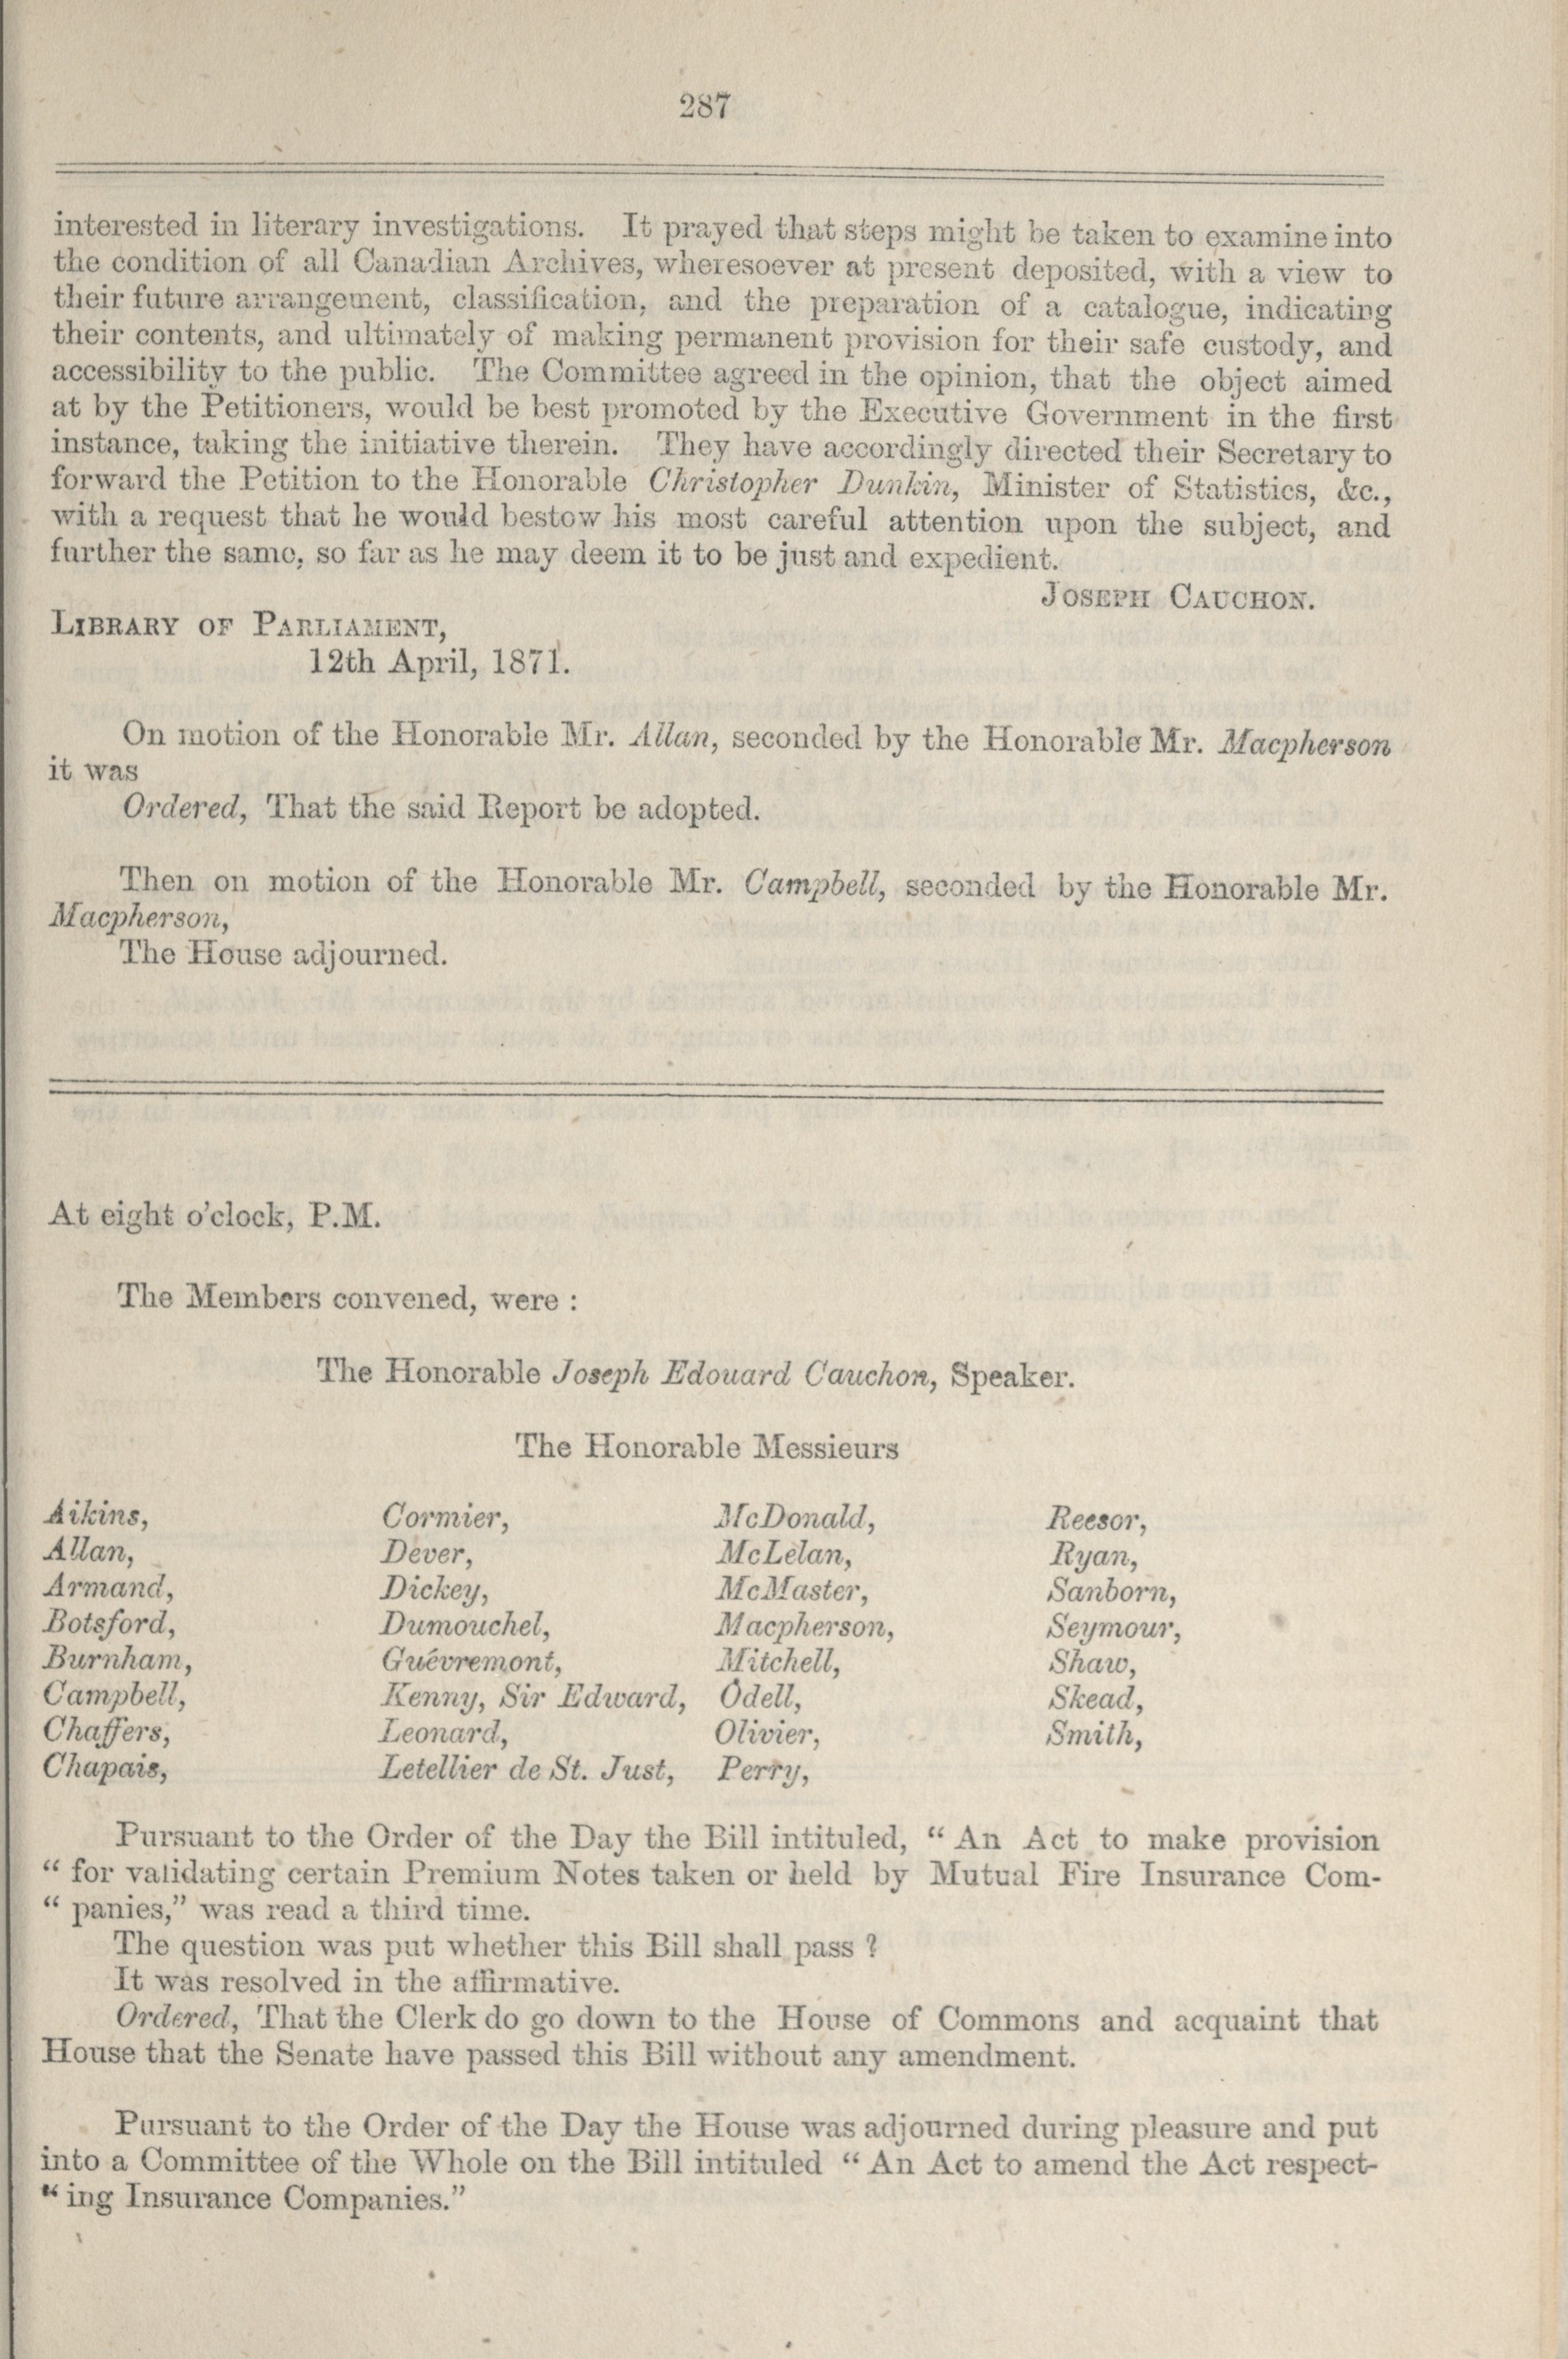 287
interested in literary investigations. It prayed that steps might be taken to examine into
the condition of all Canadian Archives, wheresoever at present deposited, with a view to
their future arrangement, classification, and the preparation of a catalogue, indicating
their contents, and ultimately of making permanent provision for their safe custody, and
accessibility to the public. The Committee agreed in the opinion, that the object aimed
at by the Petitioners, would be best promoted by the Executive Government in the first
instance, taking the initiative therein. They have accordingly directed their Secretary to
forward the Petition to the Honorable Christopher Dunkin, Minister of Statistics, &c.,
with a request that he would bestow his most careful attention upon the subject, and
further the same, so far as he may deem it to be just and expedient.
JOSEPH CAUCHON.
LIBRARY OF PARLIAMENT,
12th April, 1871.
On motion of the Honorable Mr. Allan, seconded by the Honorable Mr. Macpherson
it was
Ordered, That the said Report be adopted.
Then on motion of the Honorable Mr. Campbell, seconded by the Honorable Mr.
Macpherson,
The House adjourned.
At eight o'clock, P.M.
The Members convened, were :
The Honorable Joseph Edouard Cauchon, Speaker.
The Honorable Messieurs
Aikins, Cormier, McDonald, Reesor,
Allan, Dever, McLelan, Ryan,
Armand, Dickey, McMaster, Sanborn,
Botsford, Dumouchel, Macpherson, Seymour,
Burnham, Guévremont, Mitchell, Shaw,
Campbell, Kenny, Sir Edward, Odell, Skead,
Chaffers, Leonard, Olivier, Smith,
Chapais, Letellier de St. Just, Perry,
Pursuant to the Order of the Day the Bill intituled, “ An Act to make provision
“ for validating certain Premium Notes taken or held by Mutual Fire Insurance Com-
“ panies,” was read a third time.
The question was put whether this Bill shall pass ?
It was resolved in the affirmative.
Ordered, That the Clerk do go down to the House of Commons and acquaint that
House that the Senate have passed this Bill without any amendment.
Pursuant to the Order of the Day the House was adjourned during pleasure and put
into a Committee of the Whole on the Bill intituled “ An Act to amend the Act respect-
“ ing Insurance Companies.”